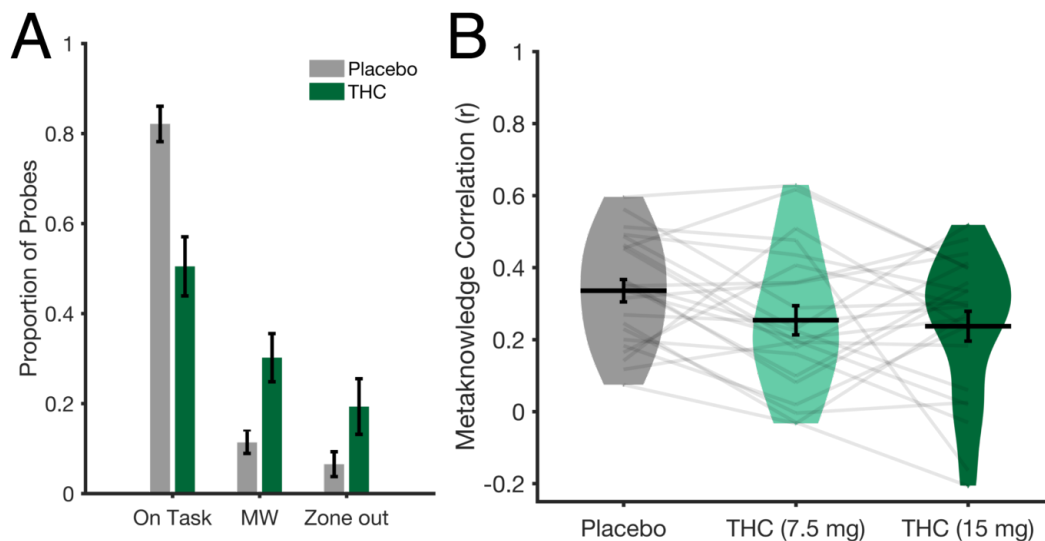 A
Proportion of Probes
1
0.8
0.6
0.4
0.2
0
Placebo
THC
On Task
MW
Zone out
B
Metaknowledge Correlation (r)
1
0.8
0.6
0.4
0.2
0
-0.2
Placebo
THC (7.5 mg)
THC (15 mg)